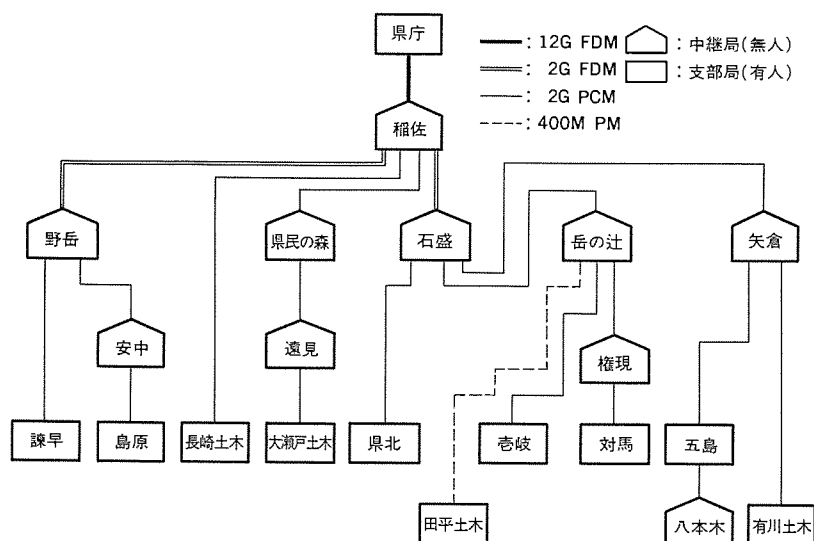 県庁
12G FDM
:中継局(無人)
2G FDM
:支部局(有人)
2G PCM
400M PM
稲佐
野岳
県民の森
石盛
岳の辻
矢倉
安中
遠見
権現
諫早
島原
長崎土木
大瀬戸土木
県北
壱岐
対馬
五島
田平土木
八本木
有川土木